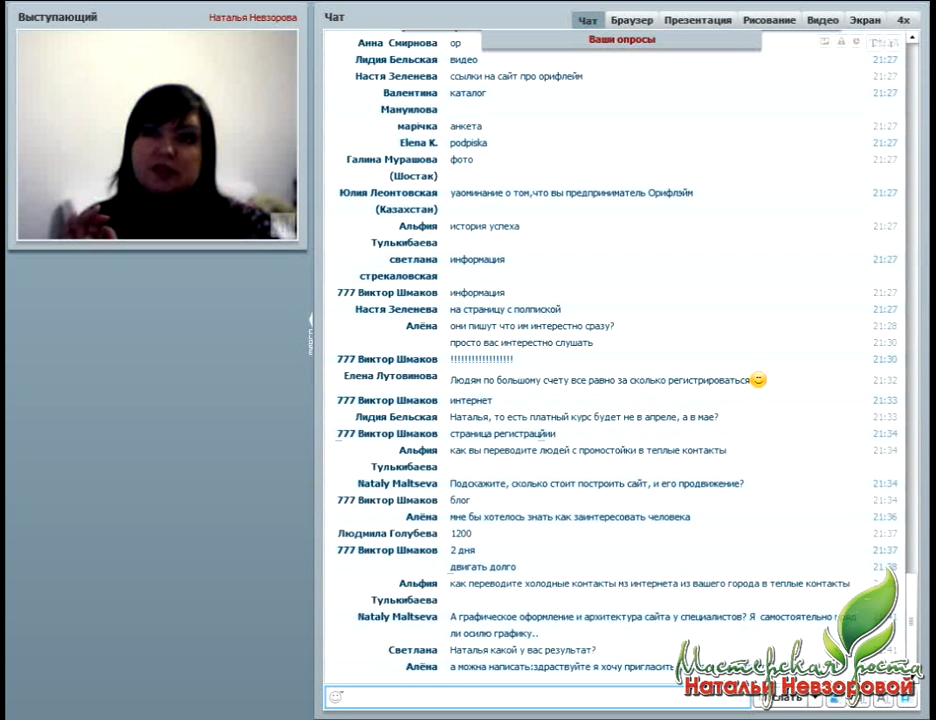 Выступающий Наталья Невзорова
Чат Чат Браузер Презентация Рисование Видео Экран 4x
Ваши опросы
Анна Смирнова ор
Лидия Бельская видео 21:27
Настя Зеленева ссылки на сайт про орифлейм 21:27
Валентина каталог 21:27
Мануилова
марічка анкета 21:27
Elena K. podpiska 21:27
Галина Мурашова фото 21:27
(Шостак)
Юлия Леонтовская уаоминание о том,что вы предприниматель Орифлэйм 21:27
(Казахстан)
Альфия история успеха 21:27
Тулькибаева
светлана информация 21:27
стрекаловская
777 Виктор Шмаков информация 21:27
Настя Зеленева на страницу с полпиской 21:27
Алёна они пишут что им интерестно сразу? 21:28
просто вас интерестно слушать 21:30
777 Виктор Шмаков !!!!!!!!!!!!!!!!!! 21:30
Елена Лутовинова Людям по большому счету все равно за сколько регистрироваться 21:32
777 Виктор Шмаков интернет 21:33
Лидия Бельская Наталья, то есть платный курс будет не в апреле, а в мае? 21:33
777 Виктор Шмаков страница регистрацйии 21:34
Альфия как вы переводите людей с промостойки в теплые контакты 21:34
Тулькибаева
Nataly Maltseva Подскажите, сколько стоит построить сайт, и его продвижение? 21:34
777 Виктор Шмаков блог 21:34
Алёна мне бы хотелось знать как заинтересовать человека 21:36
Людмила Голубева 1200 21:37
777 Виктор Шмаков 2 дня 21:37
двигать долго 21:38
Альфия как переводите холодные контакты мз интернета из вашего города в теплые контакты
Тулькибаева
Nataly Maltseva А графическое оформление и архитектура сайта у специалистов? Я самостоятельно
ли осилю графику..
Светлана Наталья какой у вас результат?
Алёна а можна написать:здраствуйте я хочу пригласить
Мастерская роста
Натальи Невзоровой